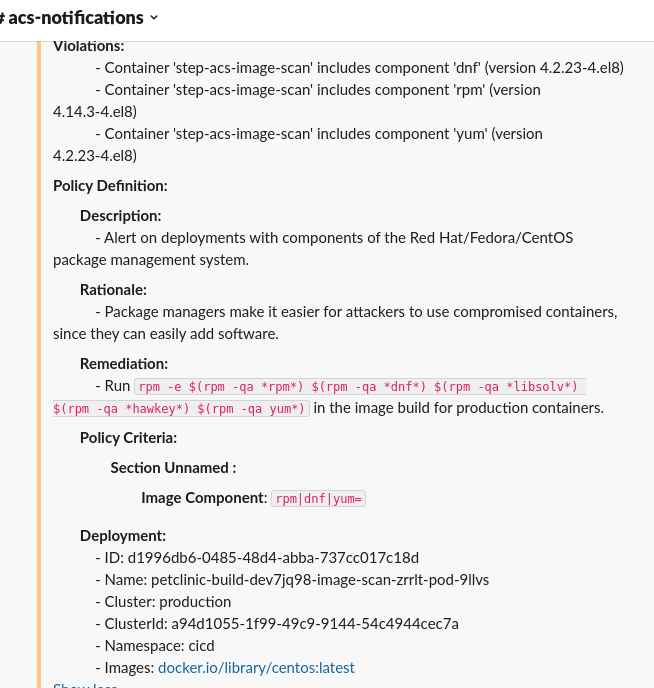 # acs-notifications
Violations:
- Container 'step-acs-image-scan' includes component 'dnf' (version 4.2.23-4.el8)
- Container 'step-acs-image-scan' includes component 'rpm' (version
4.14.3-4.el8)
- Container 'step-acs-image-scan' includes component 'yum' (version
4.2.23-4.el8)
Policy Definition:
Description:
- Alert on deployments with components of the Red Hat/Fedora/CentOS
package management system.
Rationale:
- Package managers make it easier for attackers to use compromised containers,
since they can easily add software.
Remediation:
- Run rpm -e $(rpm -qa *rpm*) $(rpm -qa *dnf*) $(rpm -qa *libsolv*)
$(rpm -qa *hawkey*) $(rpm -qa yum*) in the image build for production containers.
Policy Criteria:
Section Unnamed :
Image Component: rpm|dnf|yum=
Deployment:
- ID: d1996db6-0485-48d4-abba-737cc017c18d
- Name: petclinic-build-dev7jq98-image-scan-zrrlt-pod-9llvs
- Cluster: production
- ClusterId: a94d1055-1f99-49c9-9144-54c4944cec7a
- Namespace: cicd
- Images: docker.io/library/centos:latest
Show less